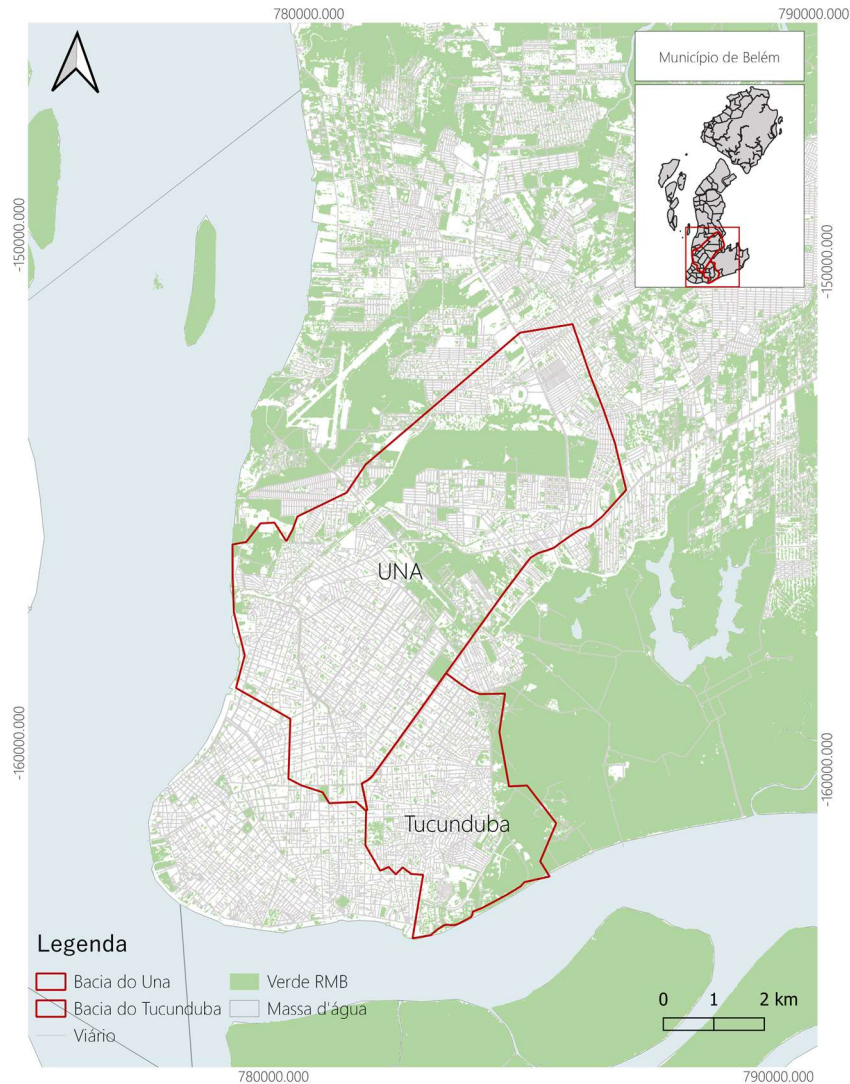 780000.000
790000.000
Município de Belém
-150000.000
-150000.000
UNA
-160000.000
-160000.000
Tucunduba
Legenda
Bacia do Una
Verde RMB
Bacia do Tucunduba
Massa d'água
Viário
0 1 2 km
780000.000
790000.000